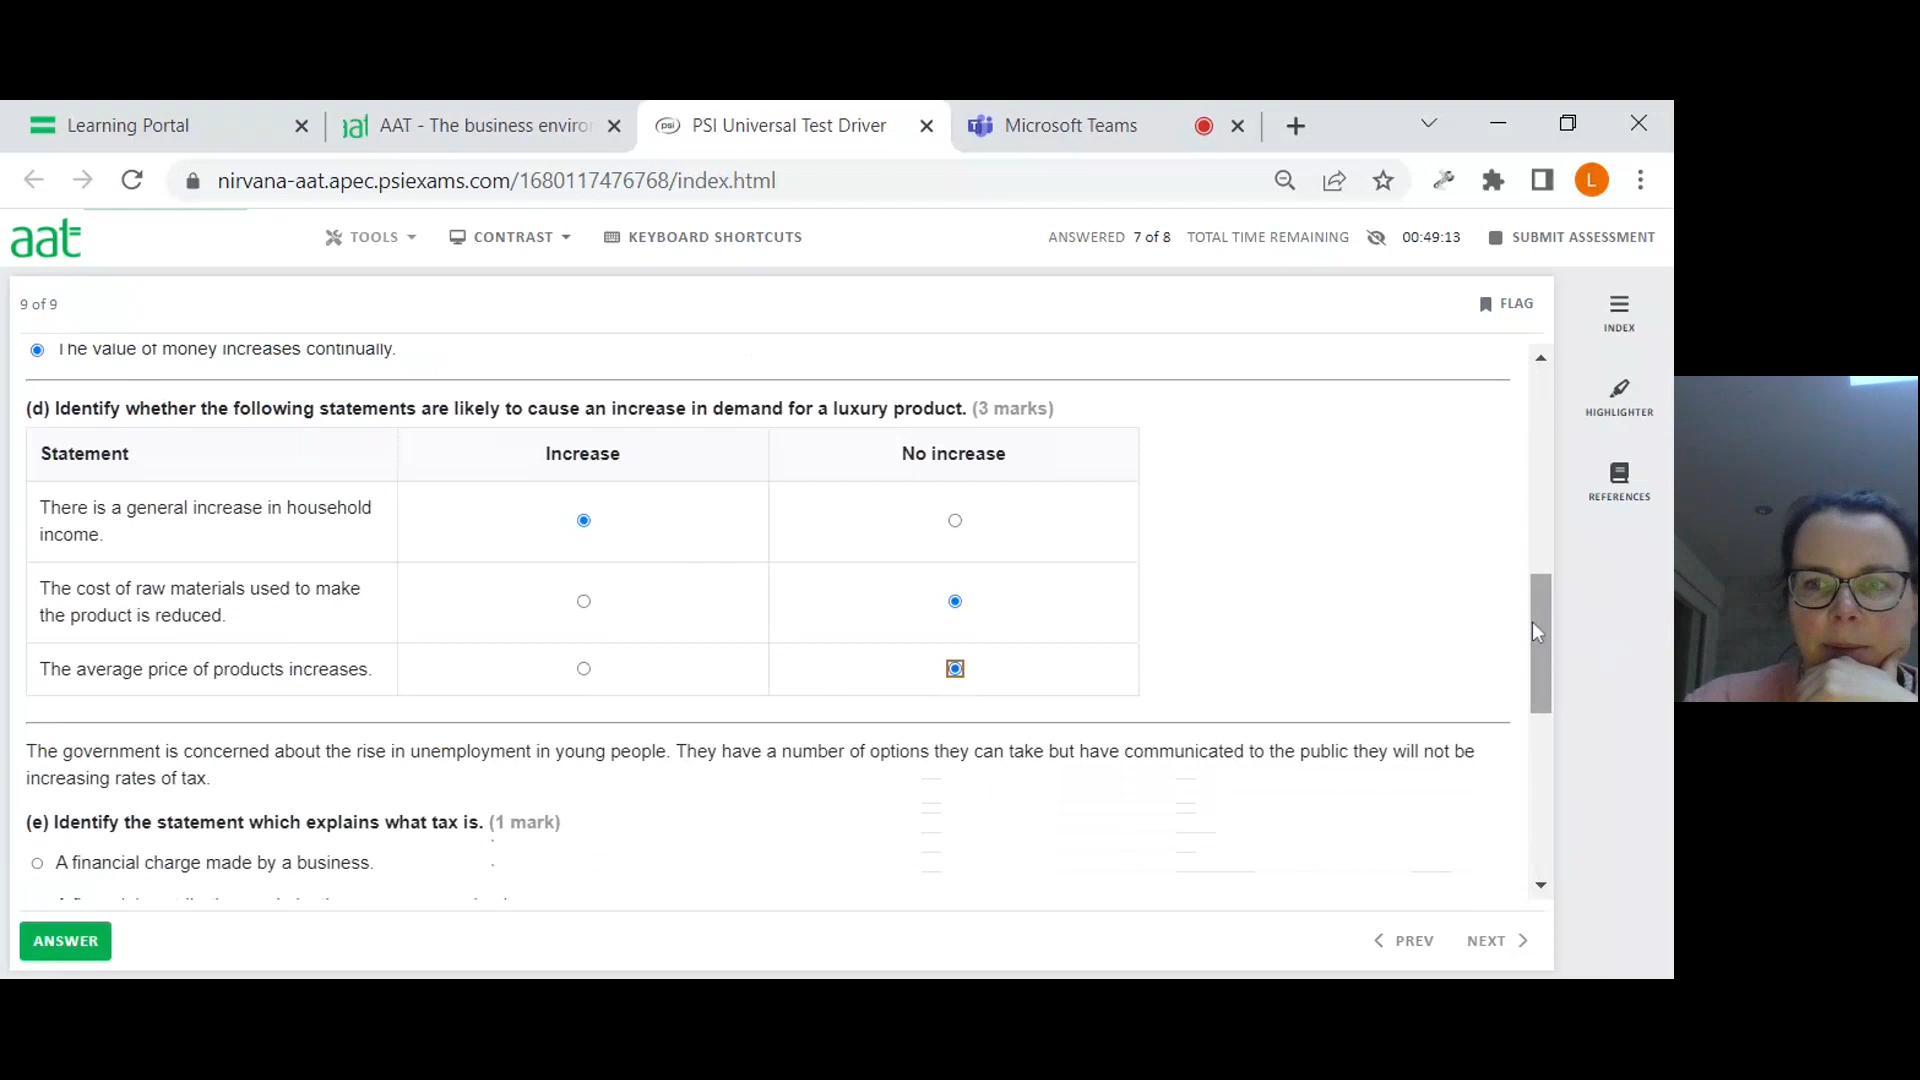 Learning Portal
aat AAT - The business enviro
psi PSI Universal Test Driver
Microsoft Teams
nirvana-aat.apec.psiexams.com/1680117476768/index.html
L
aat
TOOLS
CONTRAST
KEYBOARD SHORTCUTS
ANSWERED 7 of 8 TOTAL TIME REMAINING 00:49:13
SUBMIT ASSESSMENT
9 of 9
FLAG
INDEX
HIGHLIGHTER
REFERENCES
The value of money increases continually.
(d) Identify whether the following statements are likely to cause an increase in demand for a luxury product. (3 marks)
Statement Increase No increase
There is a general increase in household
income.
The cost of raw materials used to make
the product is reduced.
The average price of products increases.
The government is concerned about the rise in unemployment in young people. They have a number of options they can take but have communicated to the public they will not be
increasing rates of tax.
(e) Identify the statement which explains what tax is. (1 mark)
A financial charge made by a business.
ANSWER
PREV
NEXT